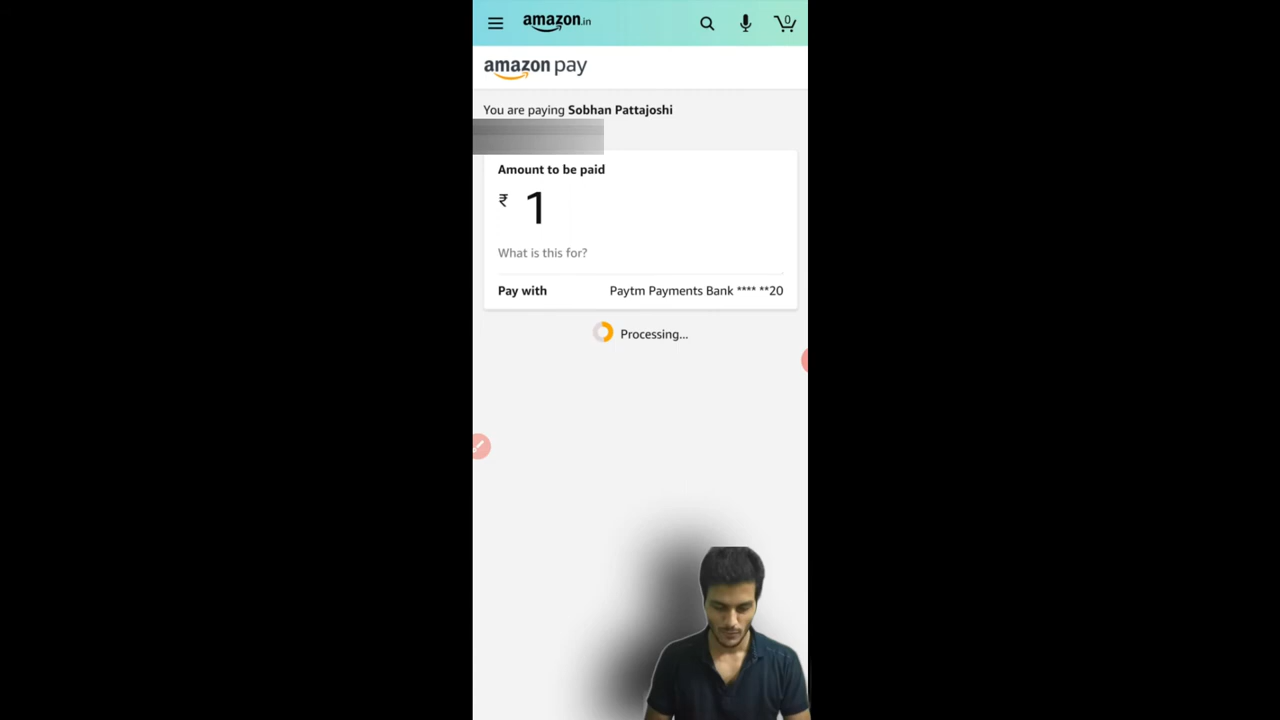 amazon.in
0
amazon pay
You are paying Sobhan Pattajoshi
Amount to be paid
₹ 1
What is this for?
Pay with Paytm Payments Bank **** **20
Processing...